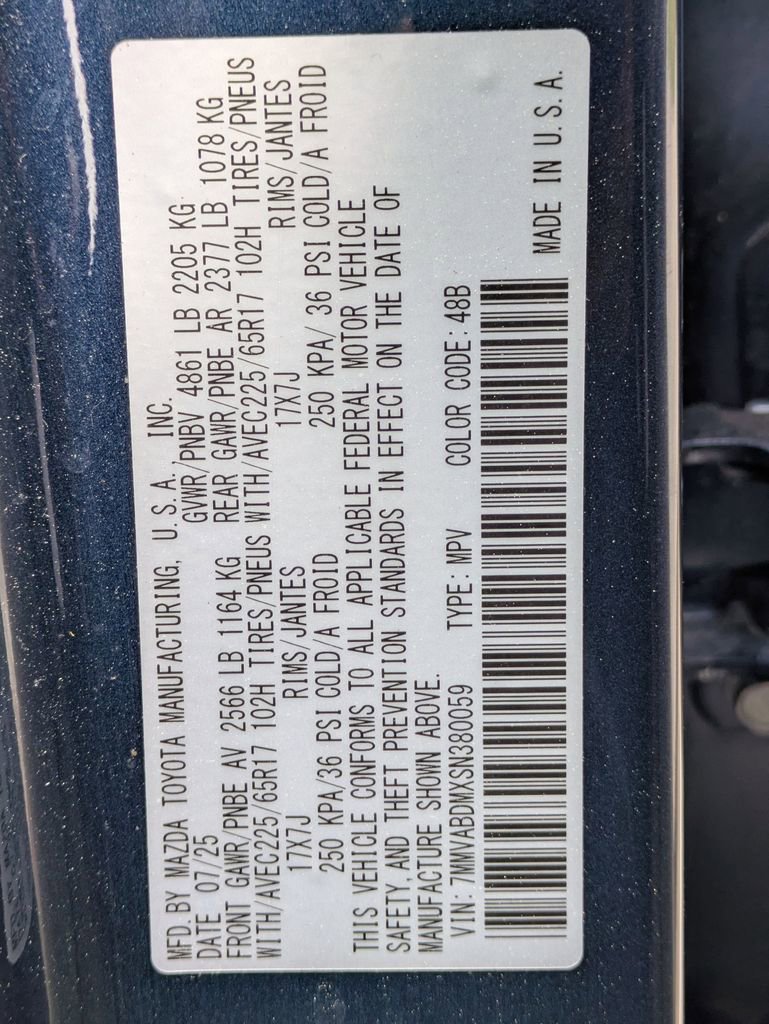 MFD. BY MAZDA TOYOTA MANUFACTURING, U. S. A., INC.
DATE. 07/25 GVWR/PNBV 4861 LB 2205 KG
FRONT GAWR/PNBE AV 2566 LB 1164 KG REAR GAWR/PNBE AR 2377 LB 1078 KG
WITH/AVEC225/65R17 102H TIRES/PNEUS WITH/AVEC225/65R17 102H TIRES/PNEUS
17X7J RIMS/JANTES 17X7J RIMS/JANTES
250 KPA/36 PSI COLD/A FROID 250 KPA/ 36 PSI COLD/A FROID
THIS VEHICLE CONFORMS TO ALL APPLICABLE FEDERAL MOTOR VEHICLE
SAFETY, AND THEFT PREVENTION STANDARDS IN EFFECT ON THE DATE OF
MANUFACTURE SHOWN ABOVE.
VIN: 7MMVABDMXSN380059 TYPE: MPV COLOR CODE: 48B
MADE IN U. S. A.